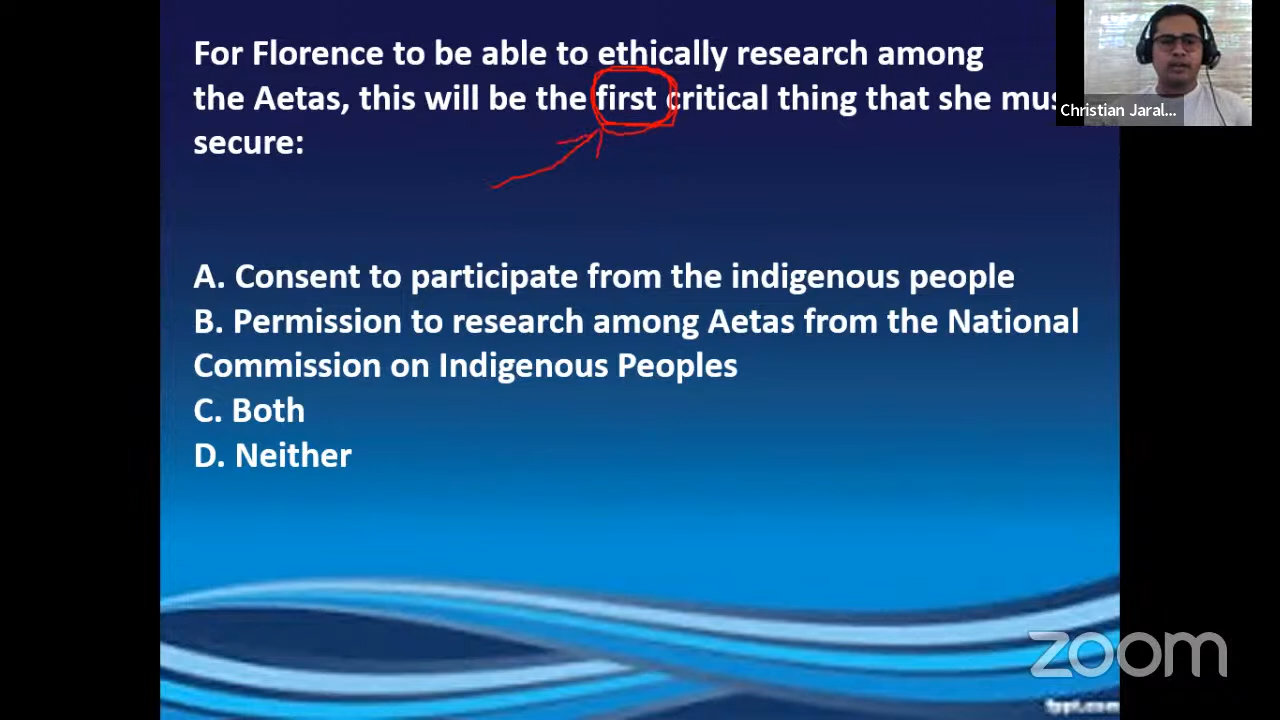 For Florence to be able to ethically research among
the Aetas, this will be the first critical thing that she mus
secure:
Christian Jaral...
A. Consent to participate from the indigenous people
B. Permission to research among Aetas from the National
Commission on Indigenous Peoples
C. Both
D. Neither
zoom
fppt.com